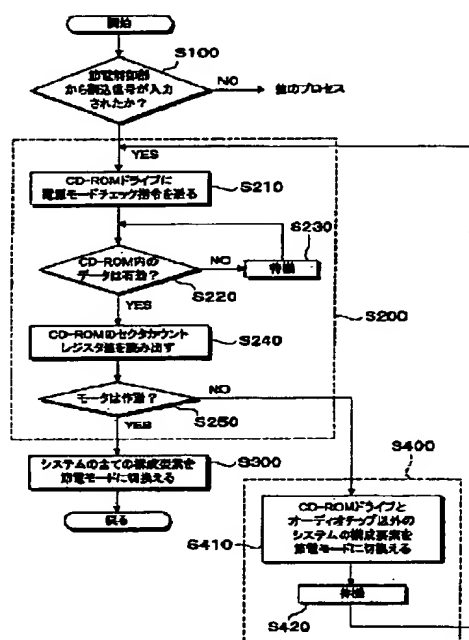 開始
S100
節電制御部
から割込信号が入力
されたか?
NO
他のプロセス
YES
CD-ROMドライブに
電源モードチェック指令を送る
S210
S230
CD-ROM内の
データは有効?
NO
待機
S220
YES
S200
CD-ROMのセクタカウント
レジスタ値を読み出す
S240
モータは作動?
NO
S250
YES
システムの全ての構成要素を
節電モードに切換える
S300
S400
戻る
CD-ROMドライブと
オーディオチップ以外の
システムの構成要素を
節電モードに切換える
S410
待機
S420